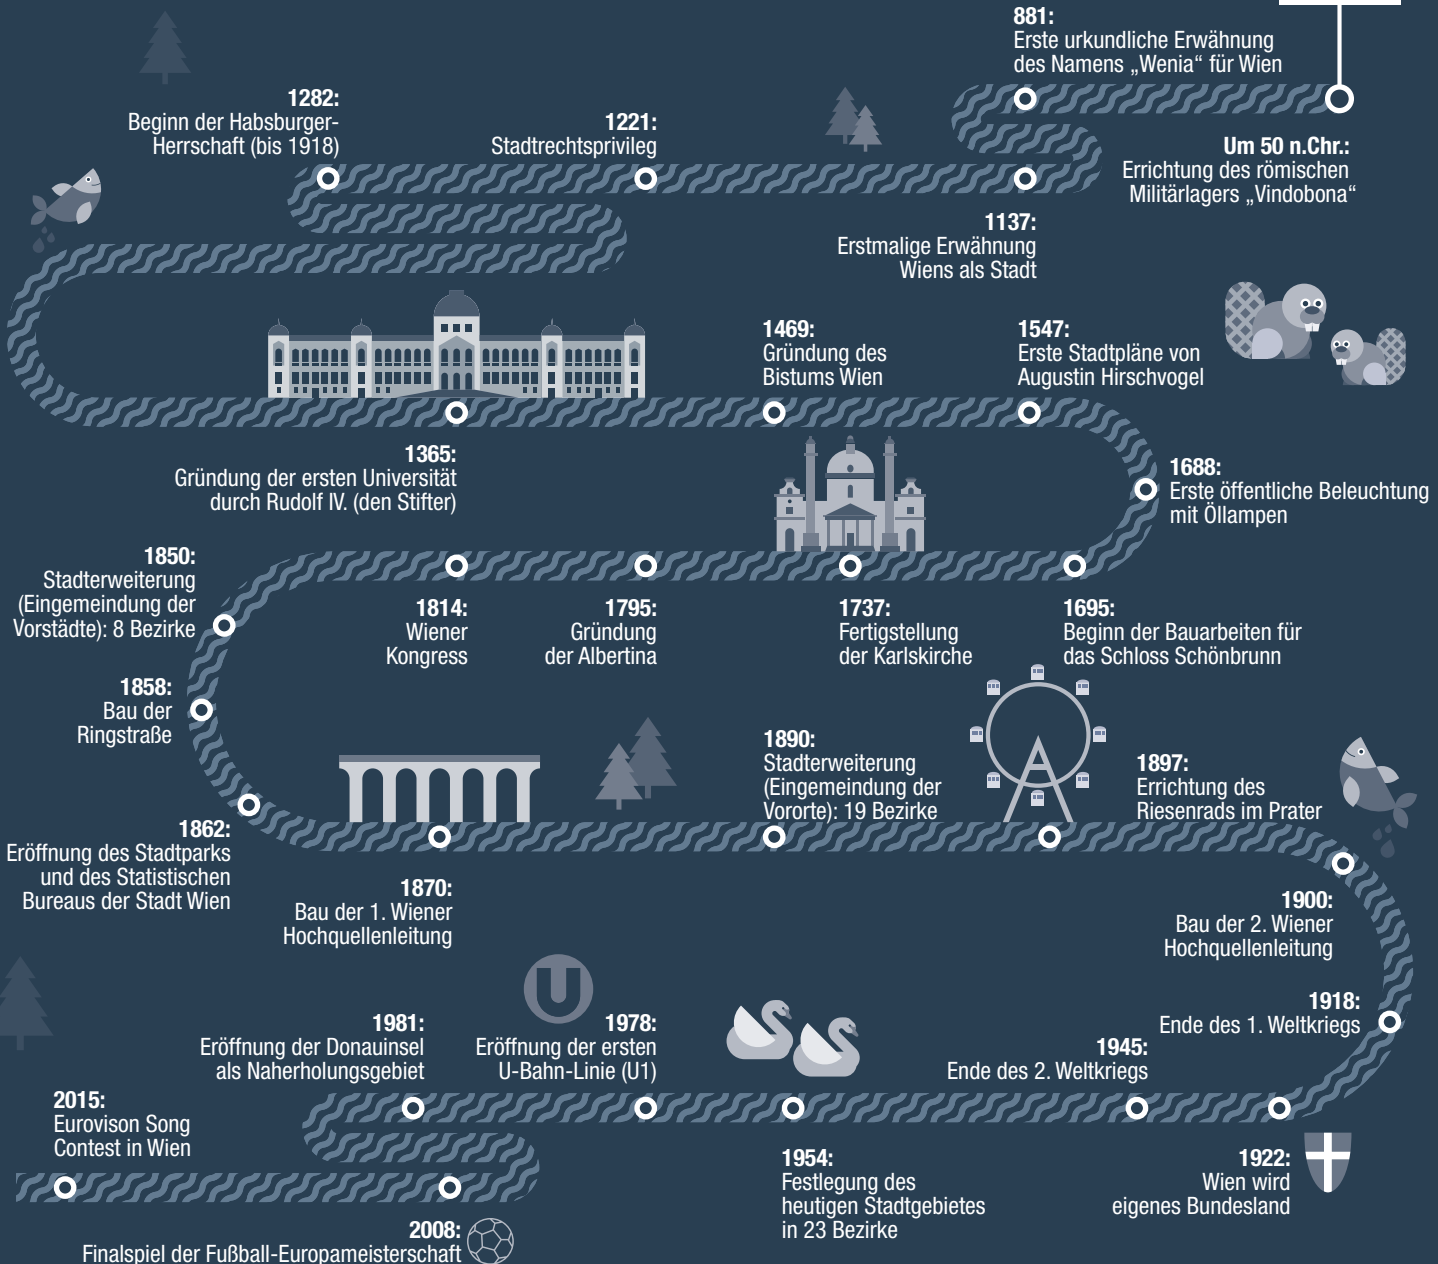 881:
Erste urkundliche Erwähnung
des Namens „Wenia“ für Wien
Um 50 n.Chr.:
Errichtung des römischen
Militärlagers „Vindobona“
1282:
Beginn der Habsburger-
Herrschaft (bis 1918)
1221:
Stadtrechtsprivileg
1137:
Erstmalige Erwähnung
Wiens als Stadt
1365:
Gründung der ersten Universität
durch Rudolf IV. (den Stifter)
1469:
Gründung des
Bistums Wien
1547:
Erste Stadtpläne von
Augustin Hirschvogel
1688:
Erste öffentliche Beleuchtung
mit Öllampen
1695:
Beginn der Bauarbeiten für
das Schloss Schönbrunn
1737:
Fertigstellung
der Karlskirche
1795:
Gründung
der Albertina
1814:
Wiener
Kongress
1850:
Stadterweiterung
(Eingemeindung der
Vorstädte): 8 Bezirke
1858:
Bau der
Ringstraße
1862:
Eröffnung des Stadtparks
und des Statistischen
Bureaus der Stadt Wien
1870:
Bau der 1. Wiener
Hochquellenleitung
1890:
Stadterweiterung
(Eingemeindung der
Vororte): 19 Bezirke
1897:
Errichtung des
Riesenrads im Prater
1900:
Bau der 2. Wiener
Hochquellenleitung
1918:
Ende des 1. Weltkriegs
1922:
Wien wird
eigenes Bundesland
1945:
Ende des 2. Weltkriegs
1954:
Festlegung des
heutigen Stadtgebietes
in 23 Bezirke
U
1978:
Eröffnung der ersten
U-Bahn-Linie (U1)
1981:
Eröffnung der Donauinsel
als Naherholungsgebiet
2008:
Finalspiel der Fußball-Europameisterschaft
2015:
Eurovison Song
Contest in Wien